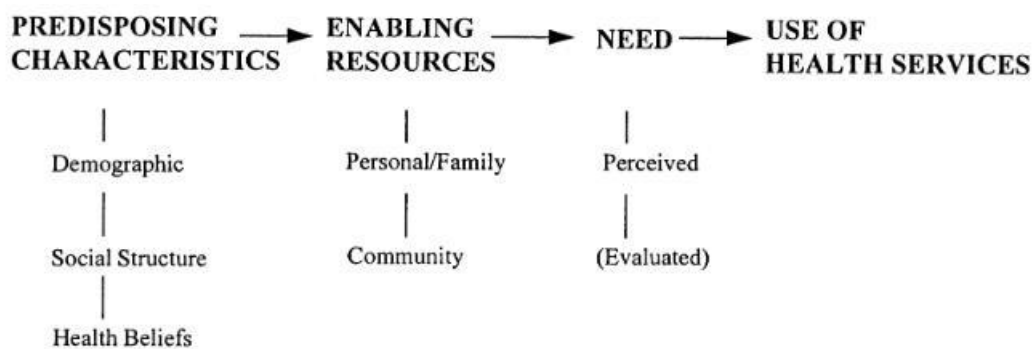 PREDISPOSING CHARACTERISTICS
ENABLING RESOURCES
NEED
USE OF HEALTH SERVICES
Demographic
Social Structure
Health Beliefs
Personal/Family
Community
Perceived
(Evaluated)